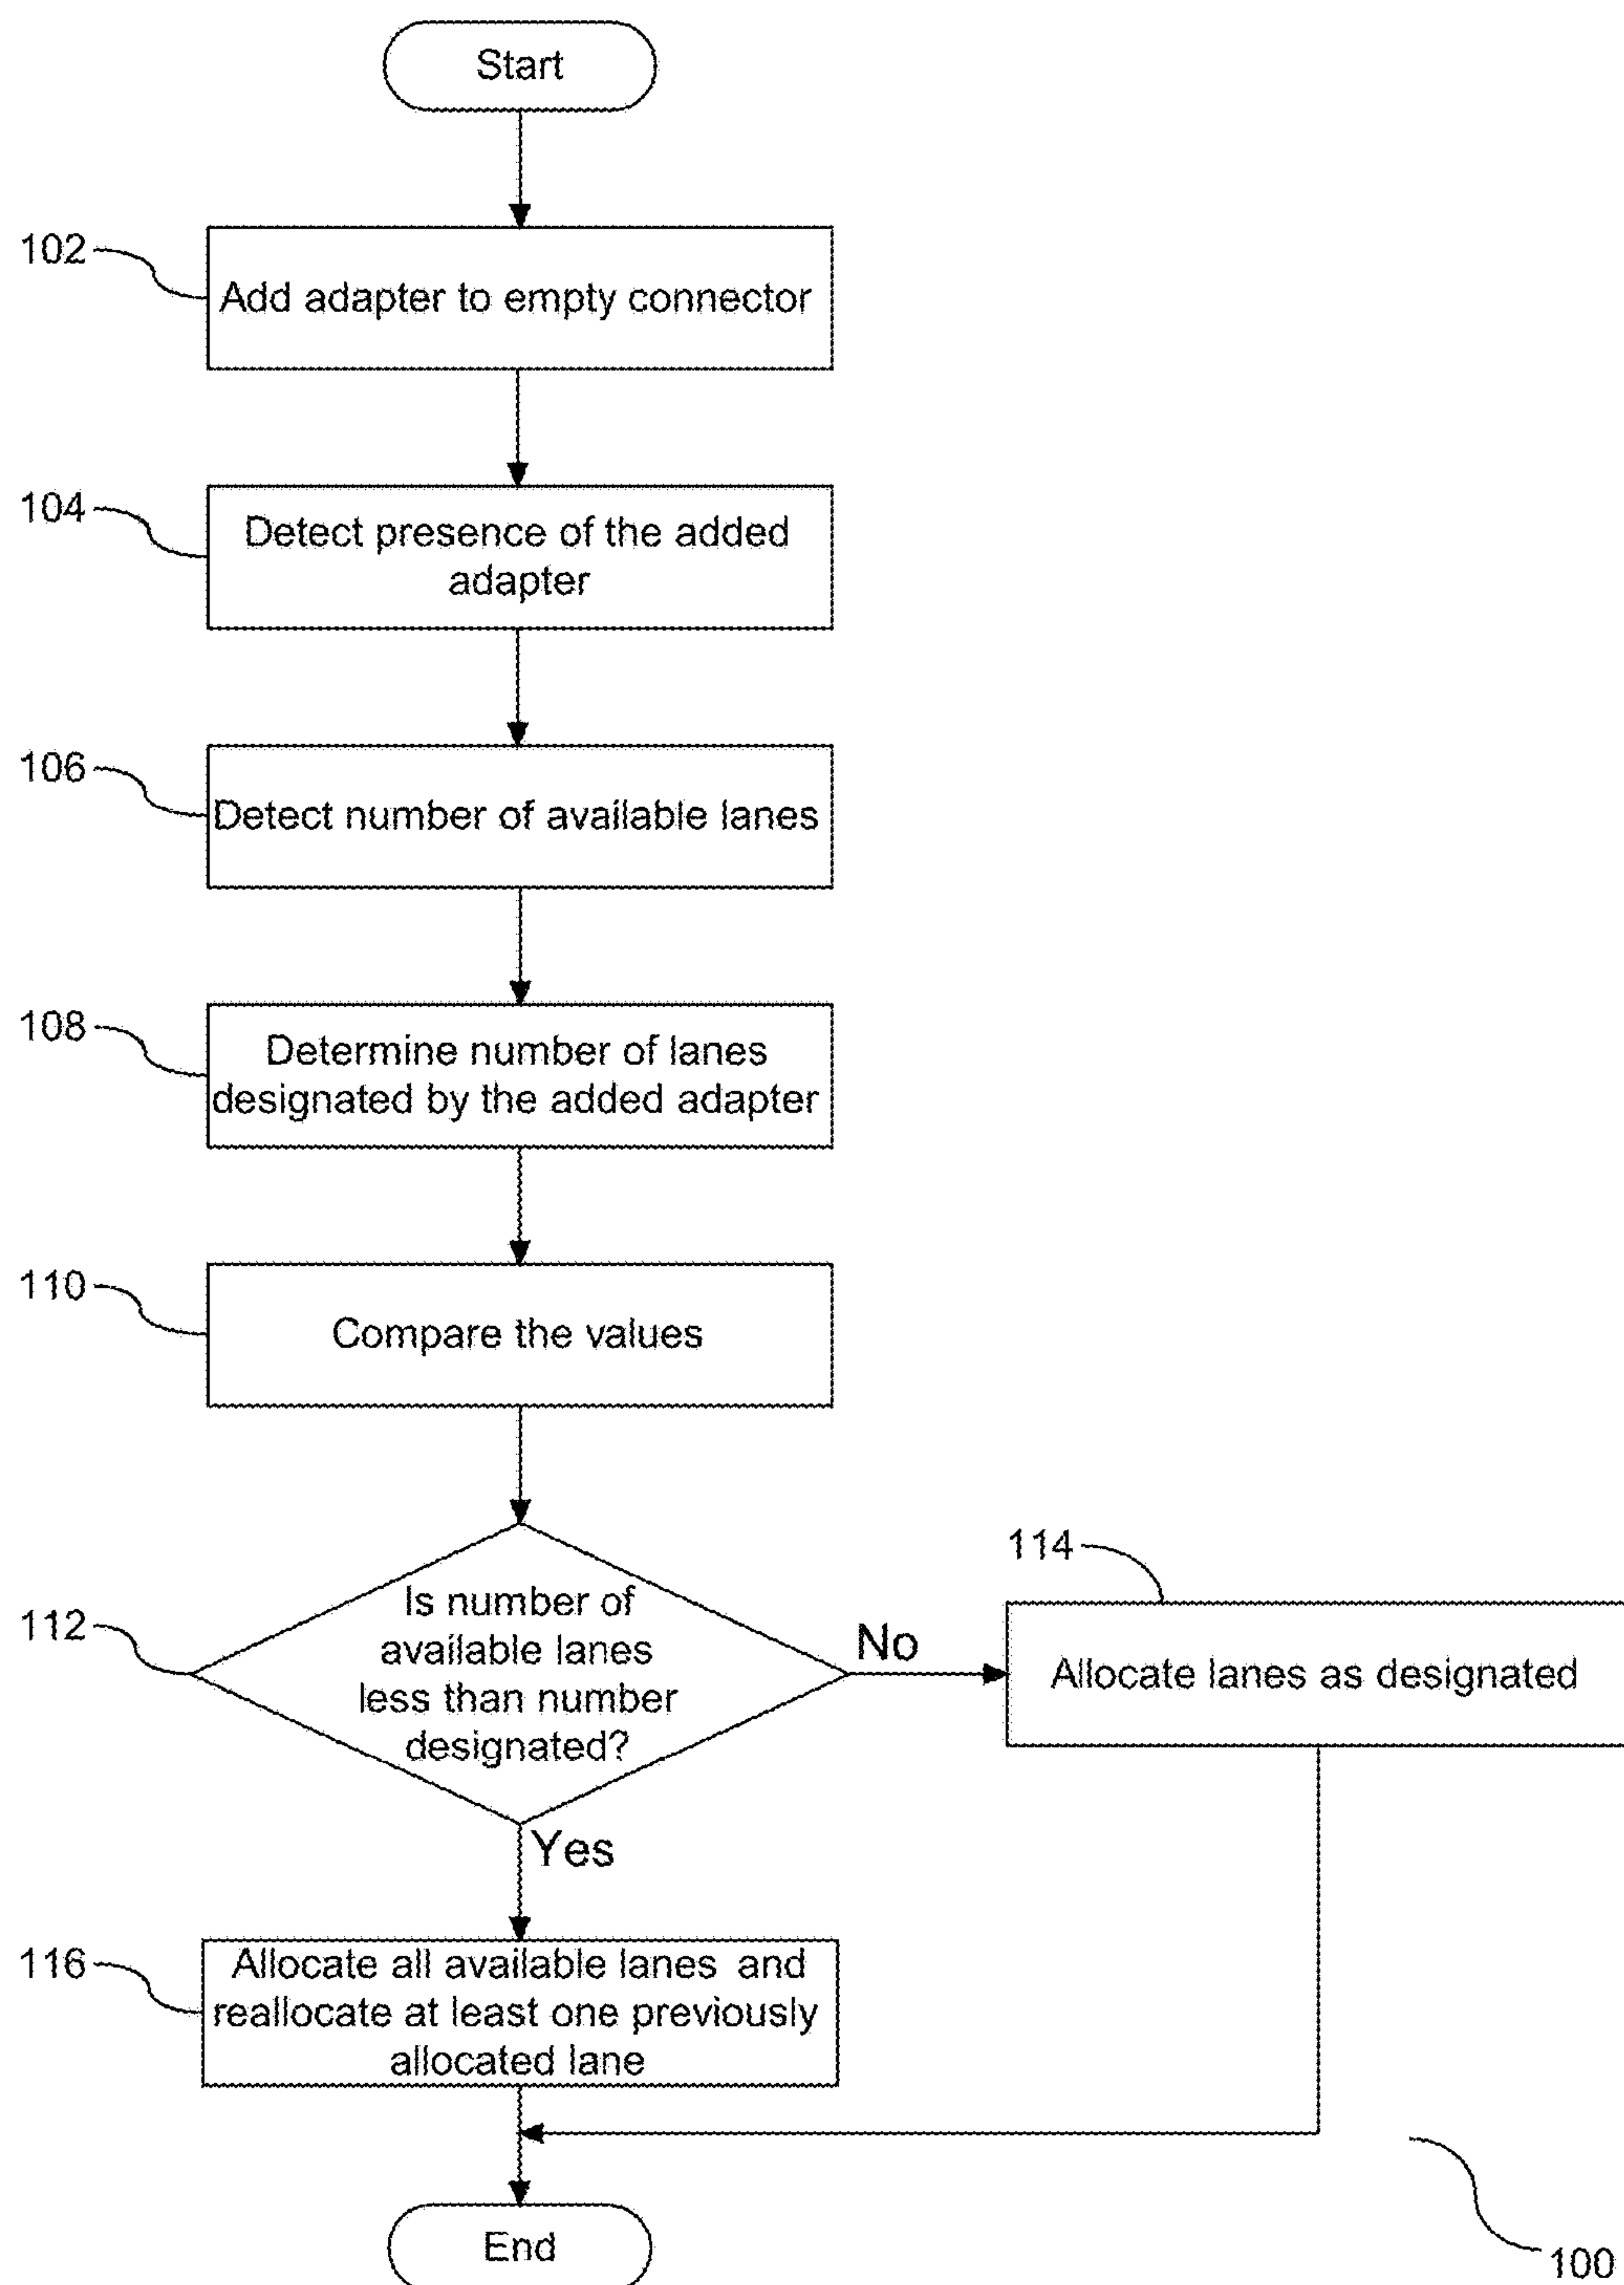 Start
102
Add adapter to empty connector
104
Detect presence of the added
adapter
106
Detect number of available lanes
108
Determine number of lanes
designated by the added adapter
110
Compare the values
112
Is number of
available lanes
less than number
designated?
No
114
Allocate lanes as designated
Yes
116
Allocate all available lanes and
reallocate at least one previously
allocated lane
End
100